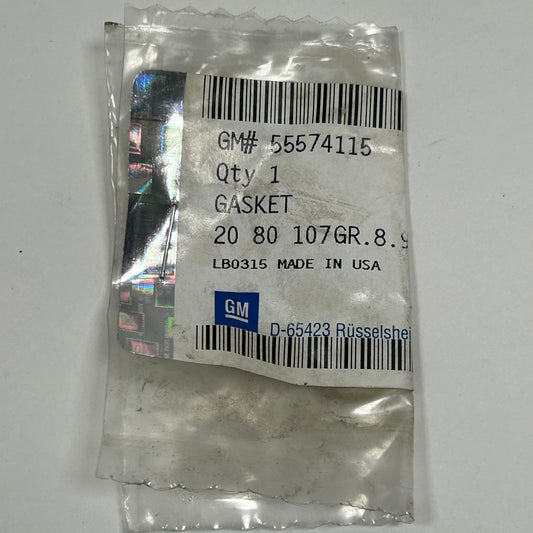 GM# 55574115
Qty 1
GASKET
20 80 107GR.8.9
LB0315 MADE IN USA
GM
D-65423 Rüsselshei